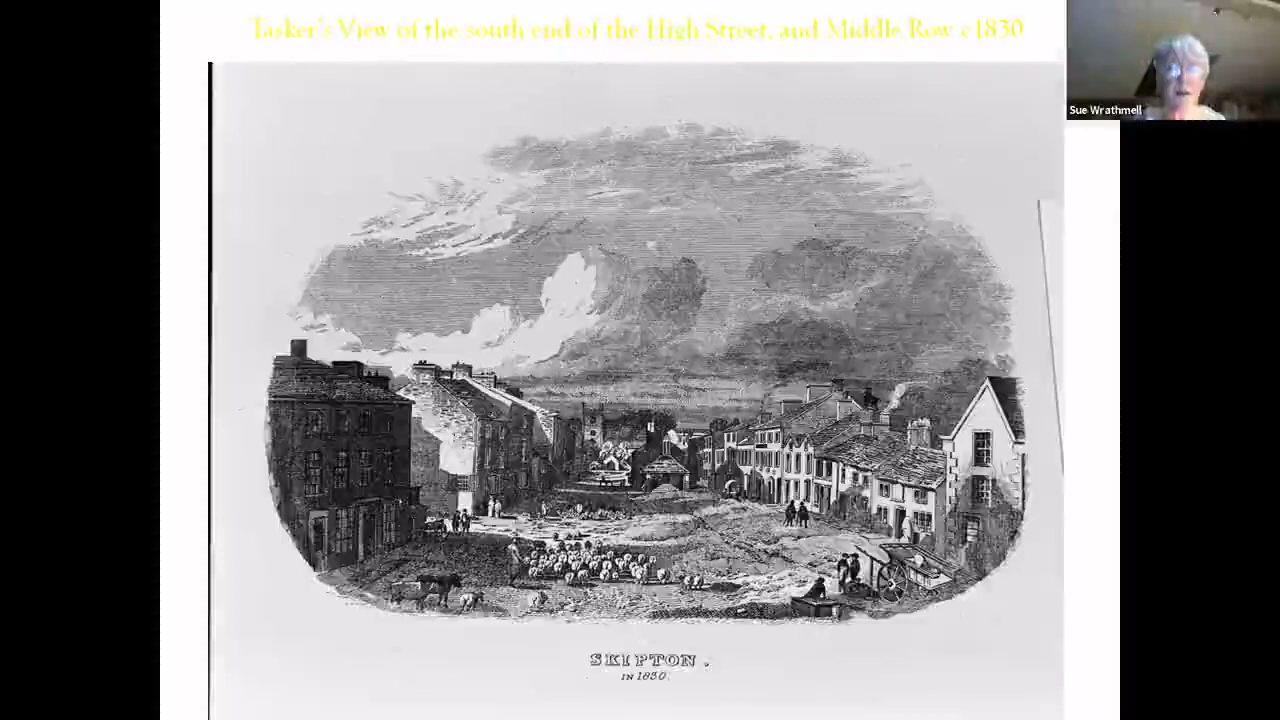 Tasker's View of the south end of the High Street, and Middle Row c1830
Sue Wrathmell
SKIPTON.
IN 1830.